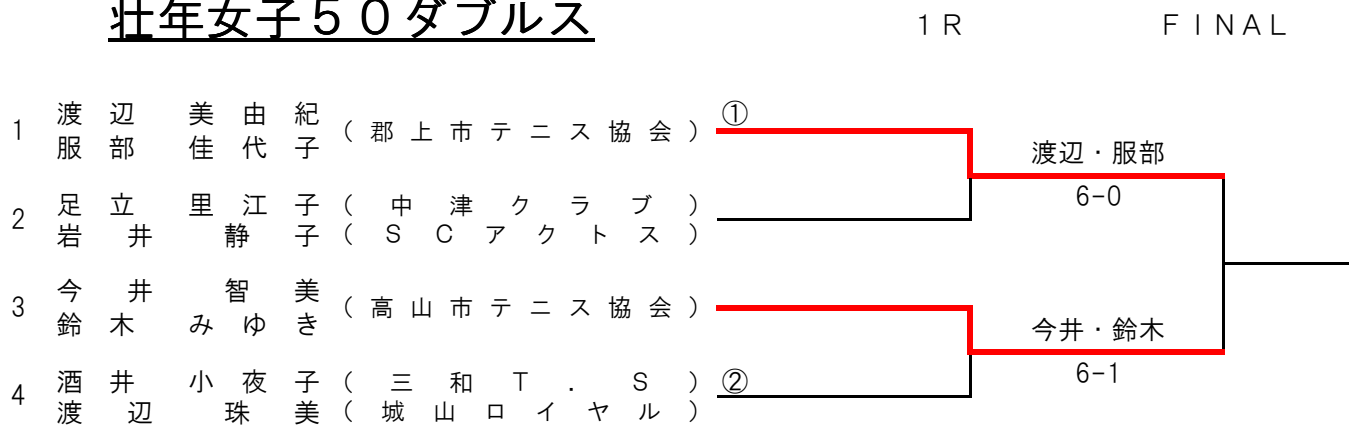 壮年女子50ダブルス 1R FINAL
渡辺 美由紀 ①
1 (郡上市テニス協会)
服部 佳代子 渡辺・服部
足立 里江子 (中津クラブ) 6-0
2
岩井 静子 (SCアクトス)
今井 智美
3 (高山市テニス協会)
鈴木 みゆき 今井・鈴木
酒井 小夜子 (三和T.S) ② 6-1
4
渡辺 珠美 (城山ロイヤル)